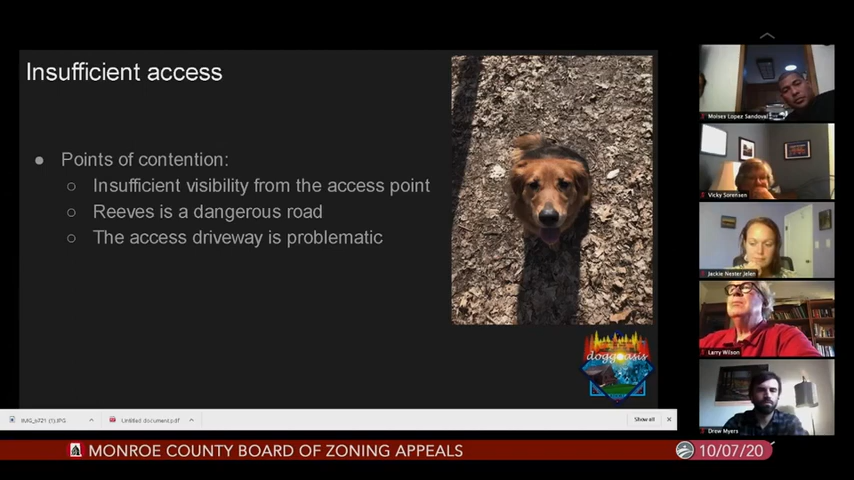 Insufficient access
● Points of contention:
○ Insufficient visibility from the access point
○ Reeves is a dangerous road
○ The access driveway is problematic
doggoasis
Moises Lopez Sandoval
Vicky Sorensen
Jackie Nester Jelen
Larry Wilson
Drew Myers
Untitled document.pdf
Show all
MONROE COUNTY BOARD OF ZONING APPEALS
10/07/20